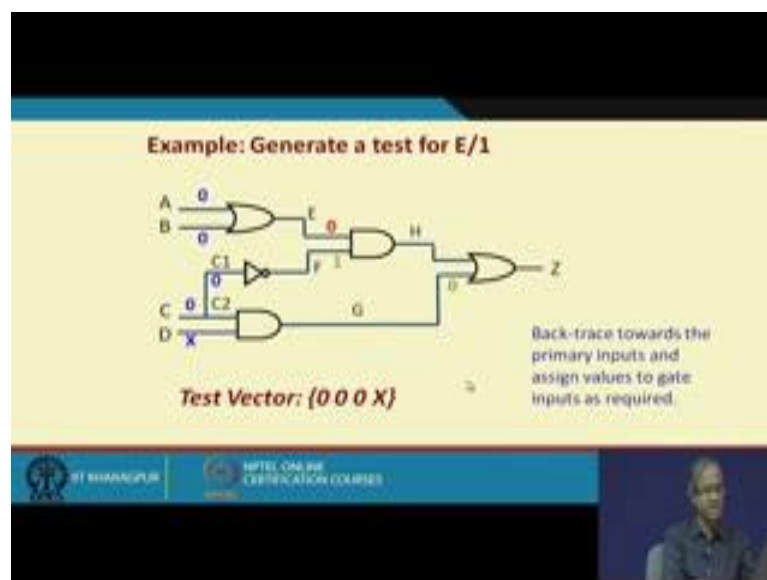 Example: Generate a test for E/1
A 0
B 0
E 0 H
C1 0 F 1
Z
0
C 0 C2 G
D X
Back-trace towards the
primary inputs and
assign values to gate
inputs as required.
Test Vector: {0 0 0 X}
IIT KHARAGPUR
NPTEL ONLINE
CERTIFICATION COURSES